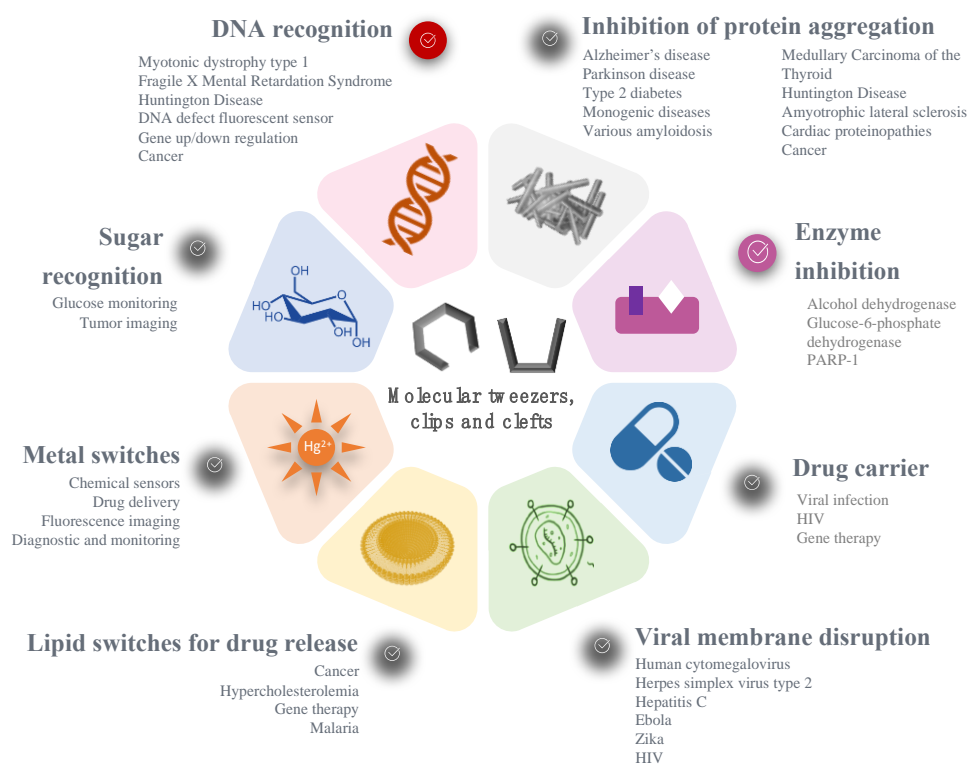 DNA recognition
Myotonic dystrophy type 1
Fragile X Mental Retardation Syndrome
Huntington Disease
DNA defect fluorescent sensor
Gene up/down regulation
Cancer
Inhibition of protein aggregation
Alzheimer's disease
Parkinson disease
Type 2 diabetes
Monogenic diseases
Various amyloidosis
Medullary Carcinoma of the
Thyroid
Huntington Disease
Amyotrophic lateral sclerosis
Cardiac proteinopathies
Cancer
Sugar
recognition
Glucose monitoring
Tumor imaging
OH
HO
HO
O
OH
OH
Enzyme
inhibition
Alcohol dehydrogenase
Glucose-6-phosphate
dehydrogenase
PARP-1
Molecular tweezers,
clips and clefts
Metal switches
Chemical sensors
Drug delivery
Fluorescence imaging
Diagnostic and monitoring
Hg²⁺
Drug carrier
Viral infection
HIV
Gene therapy
Lipid switches for drug release
Cancer
Hypercholesterolemia
Gene therapy
Malaria
Viral membrane disruption
Human cytomegalovirus
Herpes simplex virus type 2
Hepatitis C
Ebola
Zika
HIV